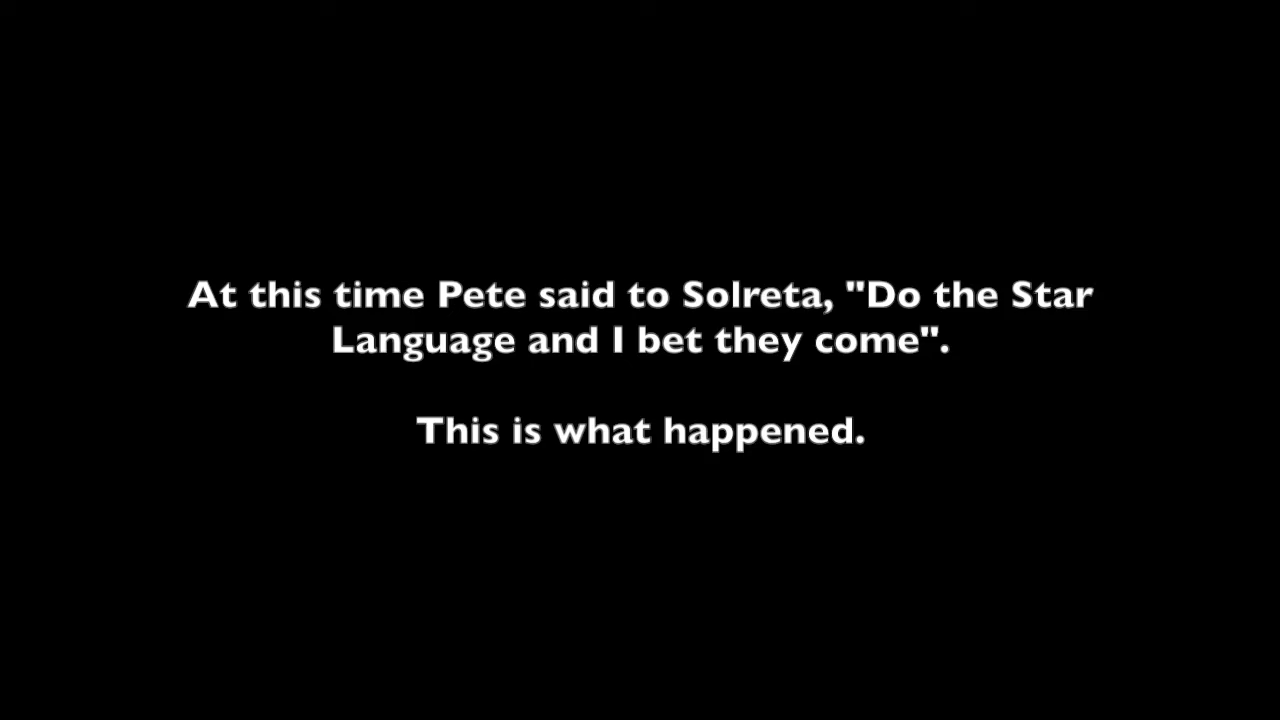 At this time Pete said to Solreta, "Do the Star
Language and I bet they come".
This is what happened.